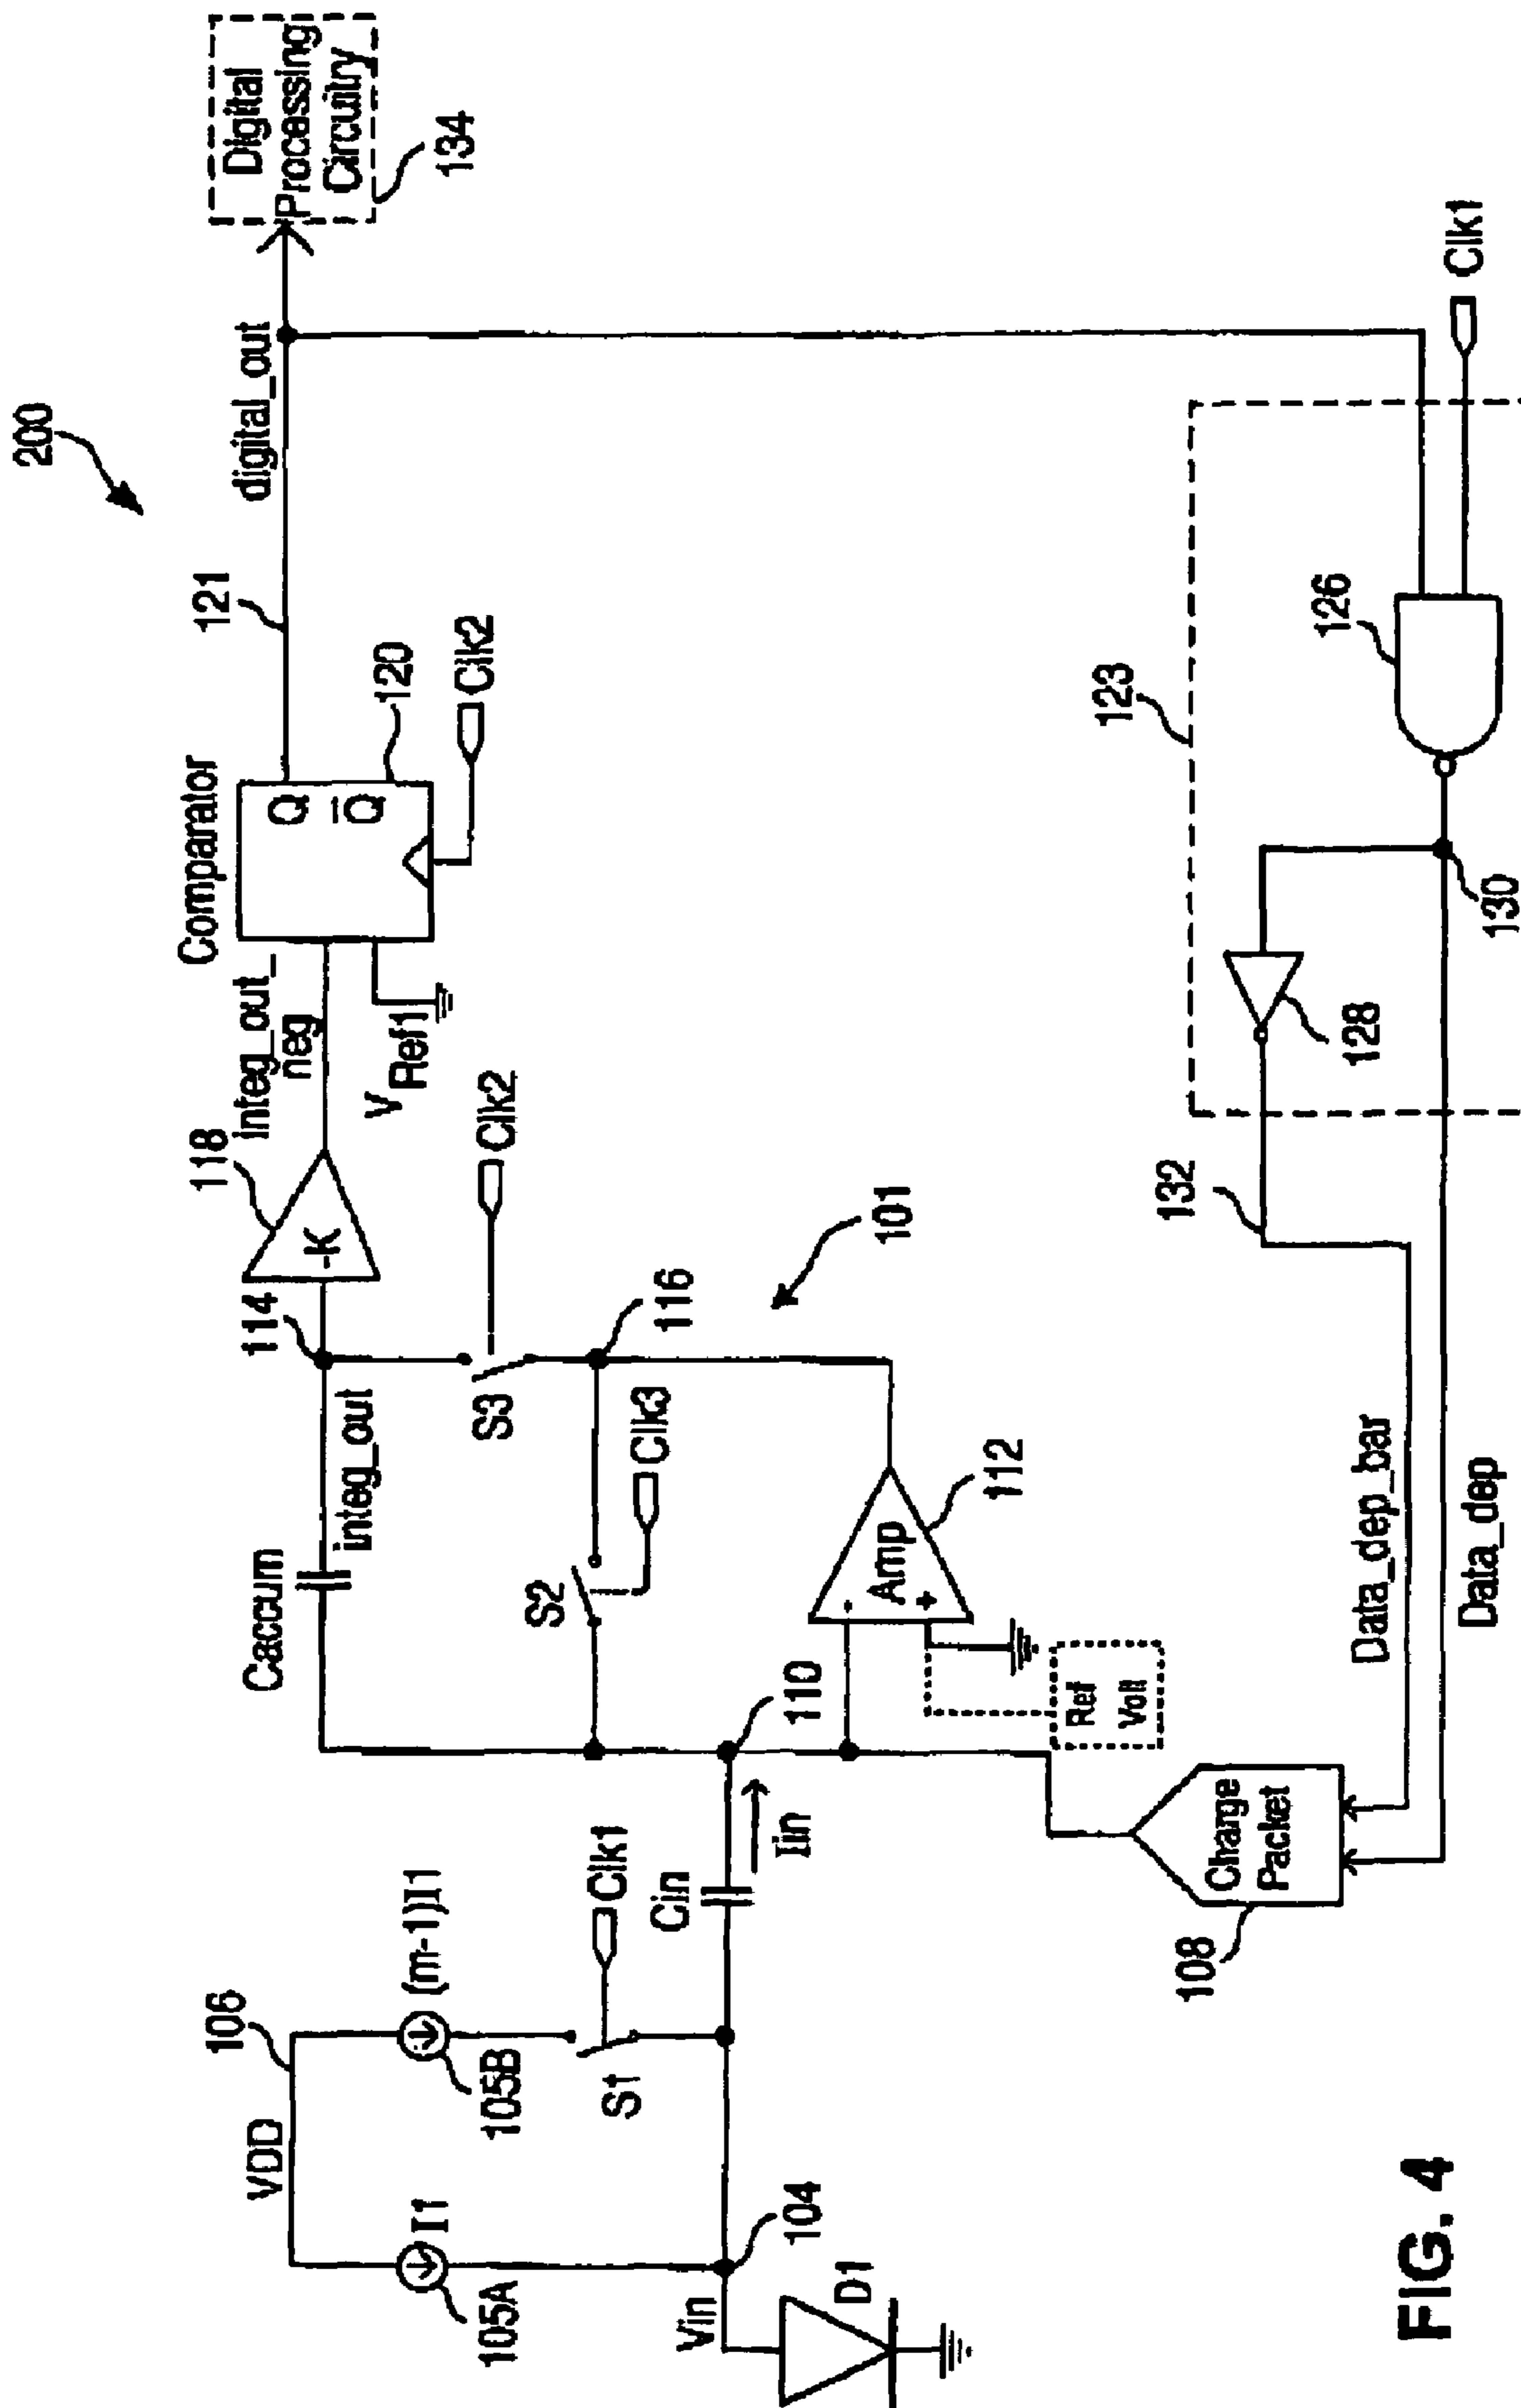 200
VDD
106
I1
105A
(m-1)I1
105B
S1
Clk1
Vin
104
D1
Cin
Iin
110
Caccum
integ_out
114
S2
Clk3
S3
Clk2
116
101
-
+
Amp
112
Ref
Volt
Charge
Packet
108
-K
118
integ_out_
neg
VRef1
Comparator
Q
Q̅
120
Clk2
121
digital_out
Digital
Processing
Circuitry
134
123
126
Clk1
128
130
132
Data_dep_bar
Data_dep
FIG. 4